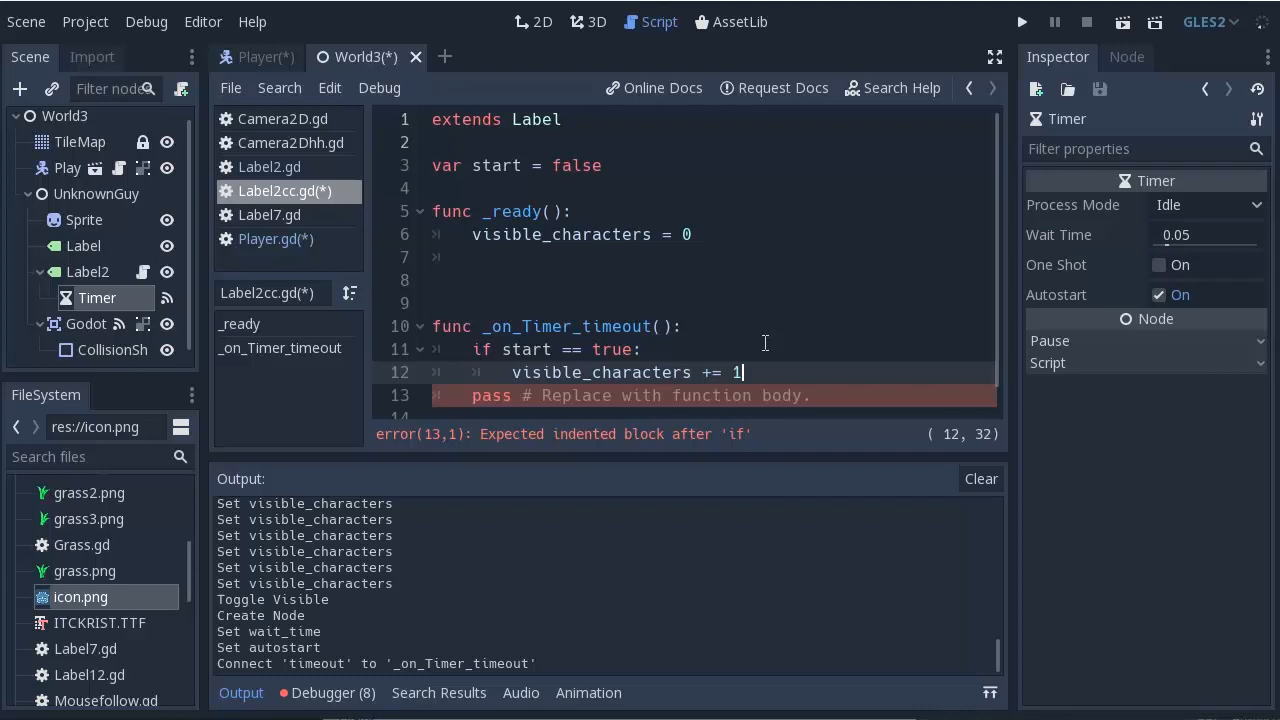 Scene Project Debug Editor Help 2D 3D Script AssetLib GLES2
Scene Import Player(*) World3(*) Inspector Node
Filter node File Search Edit Debug Online Docs Request Docs Search Help
World3 Timer
TileMap Camera2D.gd Filter properties
Play Camera2Dhh.gd Timer
UnknownGuy Label2.gd Process Mode Idle
Sprite Label2cc.gd(*) Wait Time 0.05
Label Label7.gd One Shot On
Label2 Player.gd(*) Autostart On
Timer Label2cc.gd(*) Node
Godot _ready Pause
CollisionSh _on_Timer_timeout Script
1 extends Label
2
3 var start = false
4
5 func _ready():
6 visible_characters = 0
7
8
9
10 func _on_Timer_timeout():
11 if start == true:
12 visible_characters += 1
13 pass # Replace with function body.
14
error(13,1): Expected indented block after 'if' ( 12, 32)
FileSystem
res://icon.png
Search files
grass2.png
grass3.png
Grass.gd
grass.png
icon.png
ITCKRIST.TTF
Label7.gd
Label12.gd
Mousefollow.gd
Output: Clear
Set visible_characters
Set visible_characters
Set visible_characters
Set visible_characters
Set visible_characters
Set visible_characters
Toggle Visible
Create Node
Set wait_time
Set autostart
Connect 'timeout' to '_on_Timer_timeout'
Output Debugger (8) Search Results Audio Animation